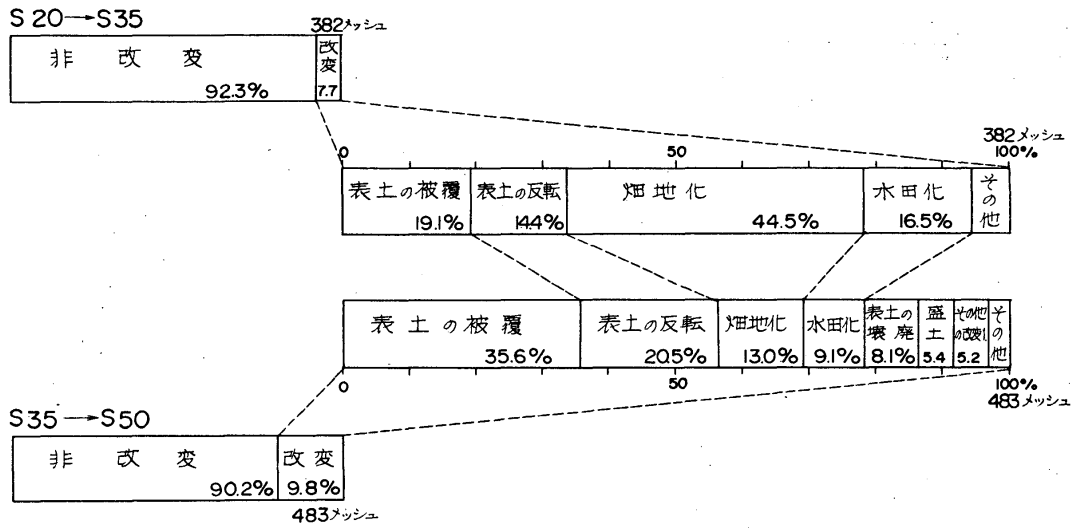 S20→S35
382メッシュ
非改変
92.3%
改変
7.7
382メッシュ
0 50 100%
表土の被覆
19.1%
表土の反転
14.4%
畑地化
44.5%
水田化
16.5%
その他
表土の被覆
35.6%
表土の反転
20.5%
畑地化
13.0%
水田化
9.1%
表土の
壊廃
8.1%
盛土
5.4
その他
5.2
その他
0 50 100%
483メッシュ
S35→S50
非改変
90.2%
改変
9.8%
483メッシュ